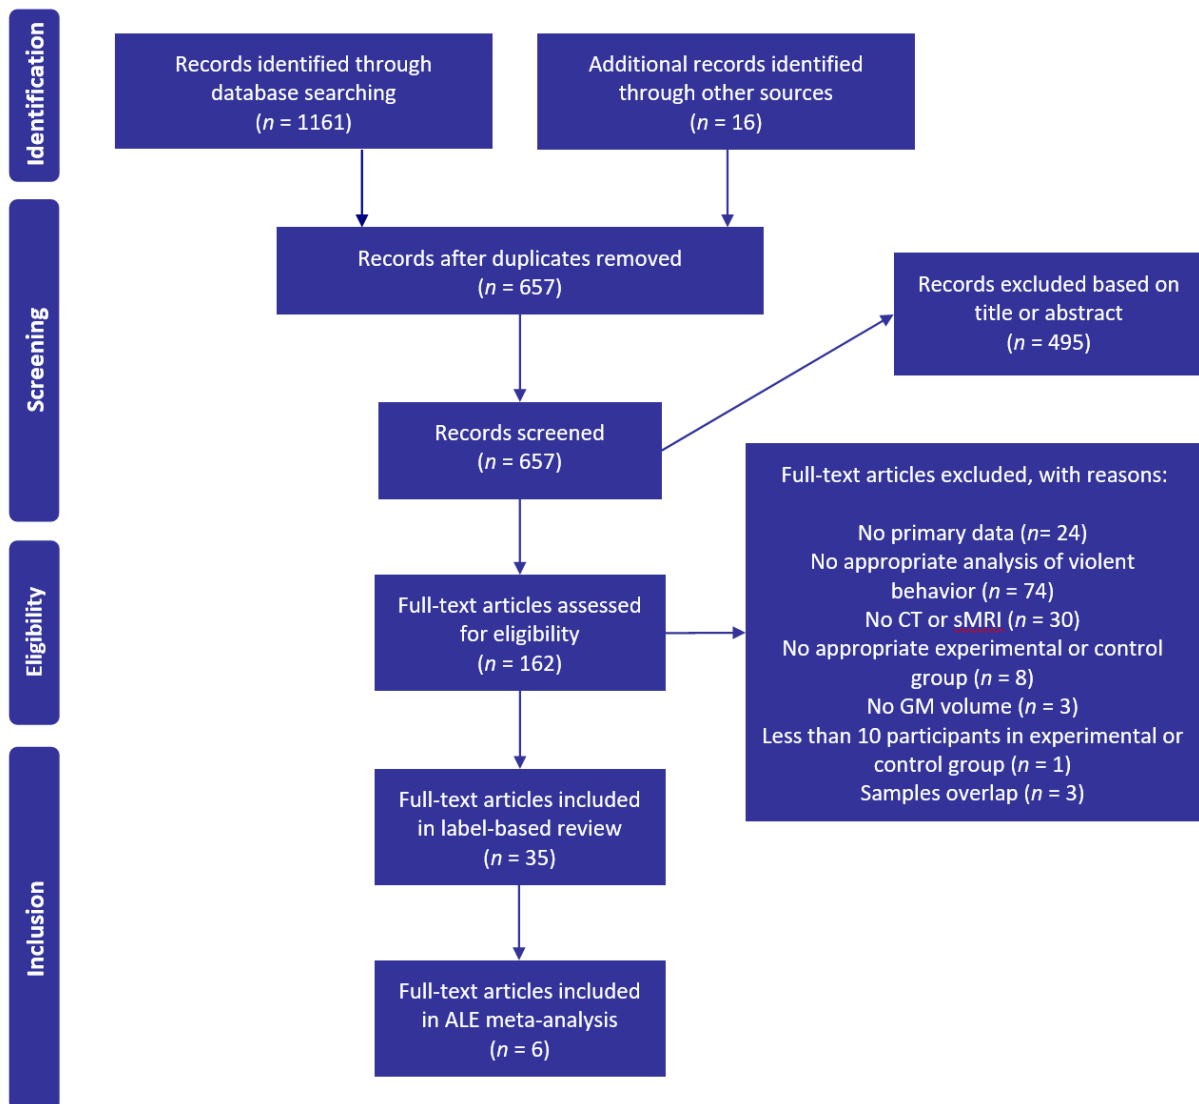 Identification
Records identified through
database searching
(n = 1161)
Additional records identified
through other sources
(n = 16)
Screening
Records after duplicates removed
(n = 657)
Records excluded based on
title or abstract
(n = 495)
Records screened
(n = 657)
Eligibility
Full-text articles assessed
for eligibility
(n = 162)
Full-text articles excluded, with reasons:
No primary data (n= 24)
No appropriate analysis of violent
behavior (n = 74)
No CT or sMRI (n = 30)
No appropriate experimental or control
group (n = 8)
No GM volume (n = 3)
Less than 10 participants in experimental or
control group (n = 1)
Samples overlap (n = 3)
Inclusion
Full-text articles included
in label-based review
(n = 35)
Full-text articles included
in ALE meta-analysis
(n = 6)